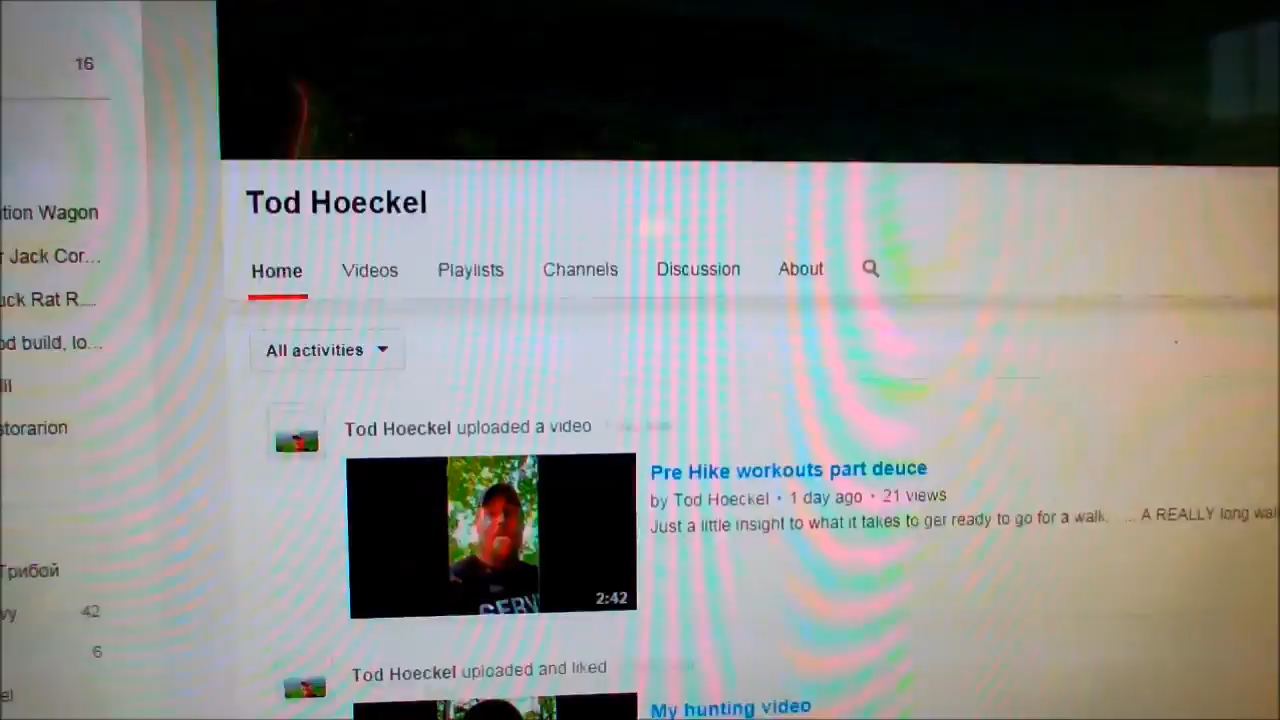 16
tion Wagon
r Jack Cor...
uck Rat R...
od build, lo...
storarion
Грибой
vy 42
6
el
Tod Hoeckel
Home Videos Playlists Channels Discussion About
All activities
Tod Hoeckel uploaded a video
Pre Hike workouts part deuce
by Tod Hoeckel • 1 day ago • 21 views
Just a little insight to what it takes to ger ready to go for a walk. ... A REALLY long wal
2:42
Tod Hoeckel uploaded and liked
My hunting video